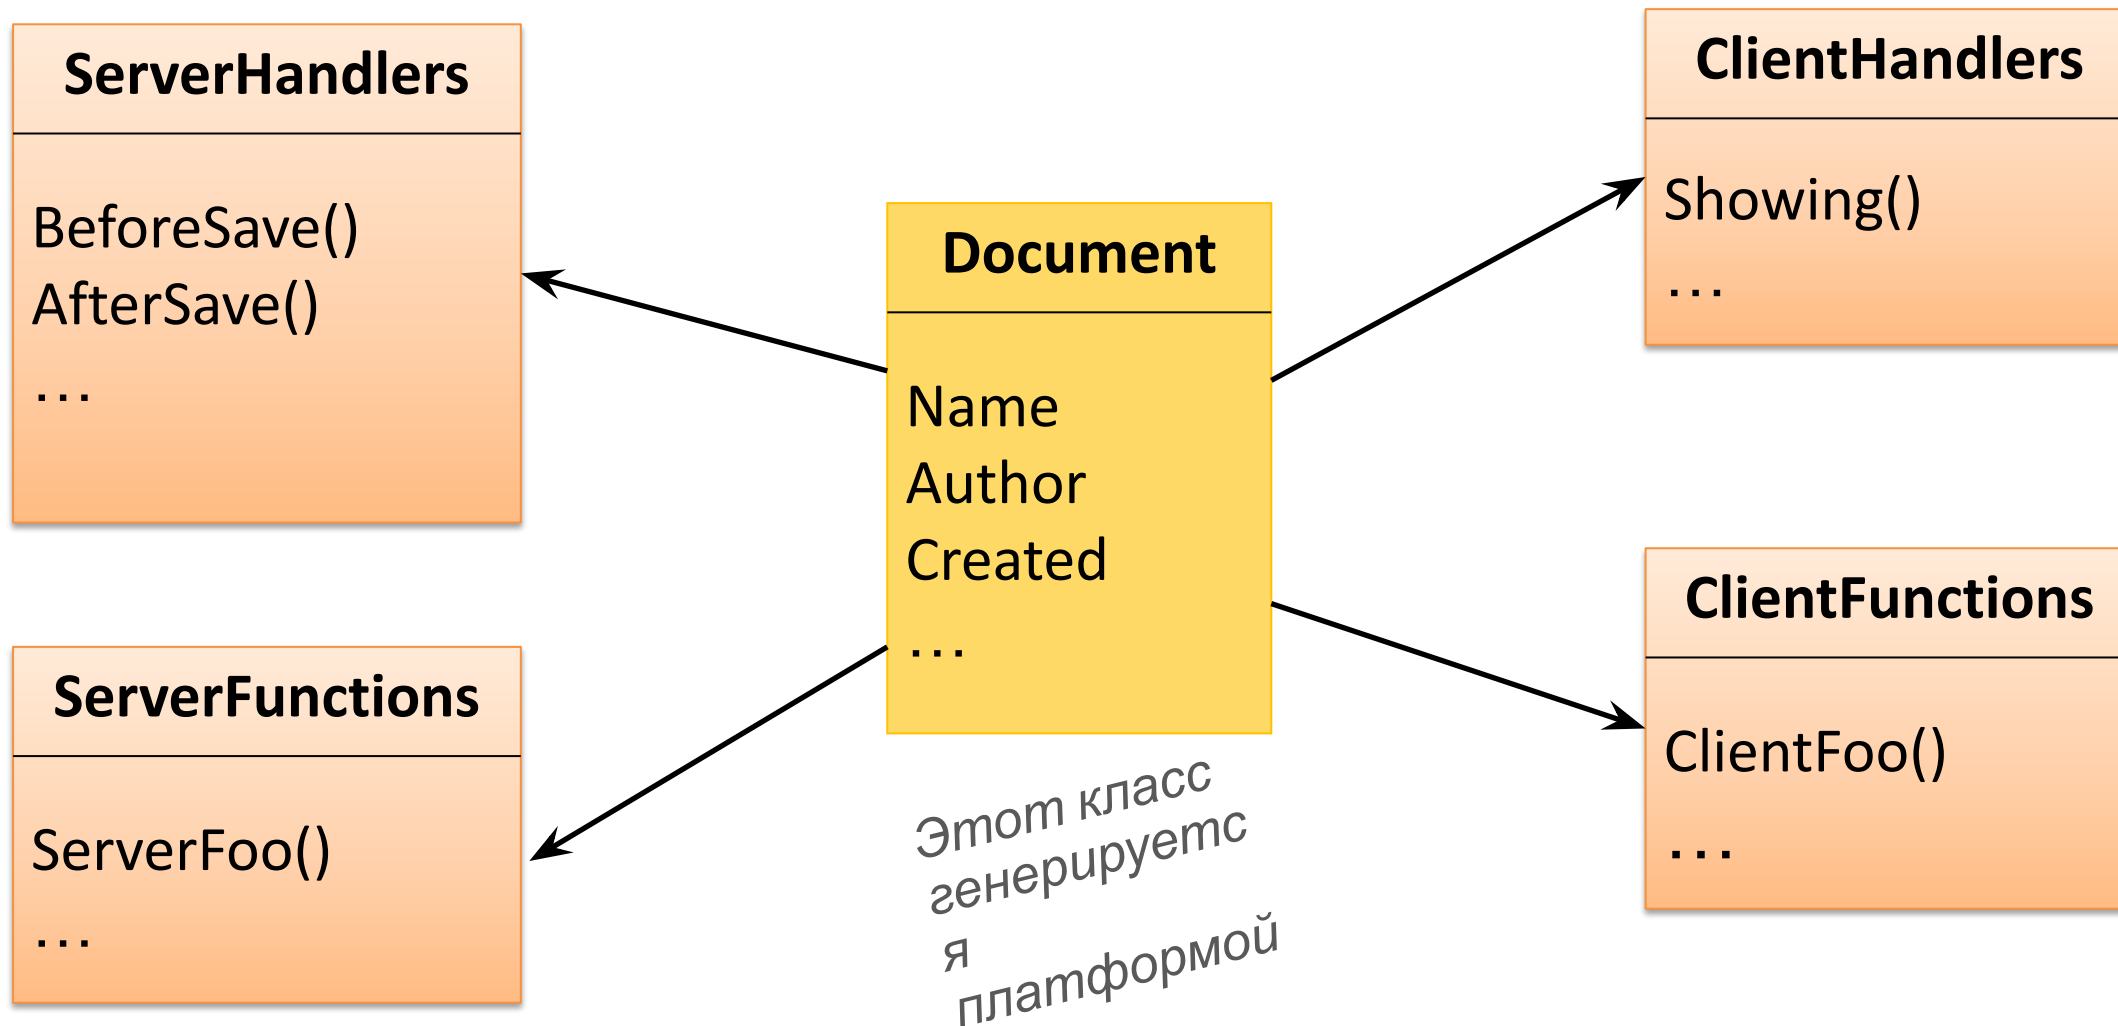 ServerHandlers
BeforeSave()
AfterSave()
...
ServerFunctions
ServerFoo()
...
Document
Name
Author
Created
...
Этот класс
генерируетс
я
платформой
ClientHandlers
Showing()
...
ClientFunctions
ClientFoo()
...